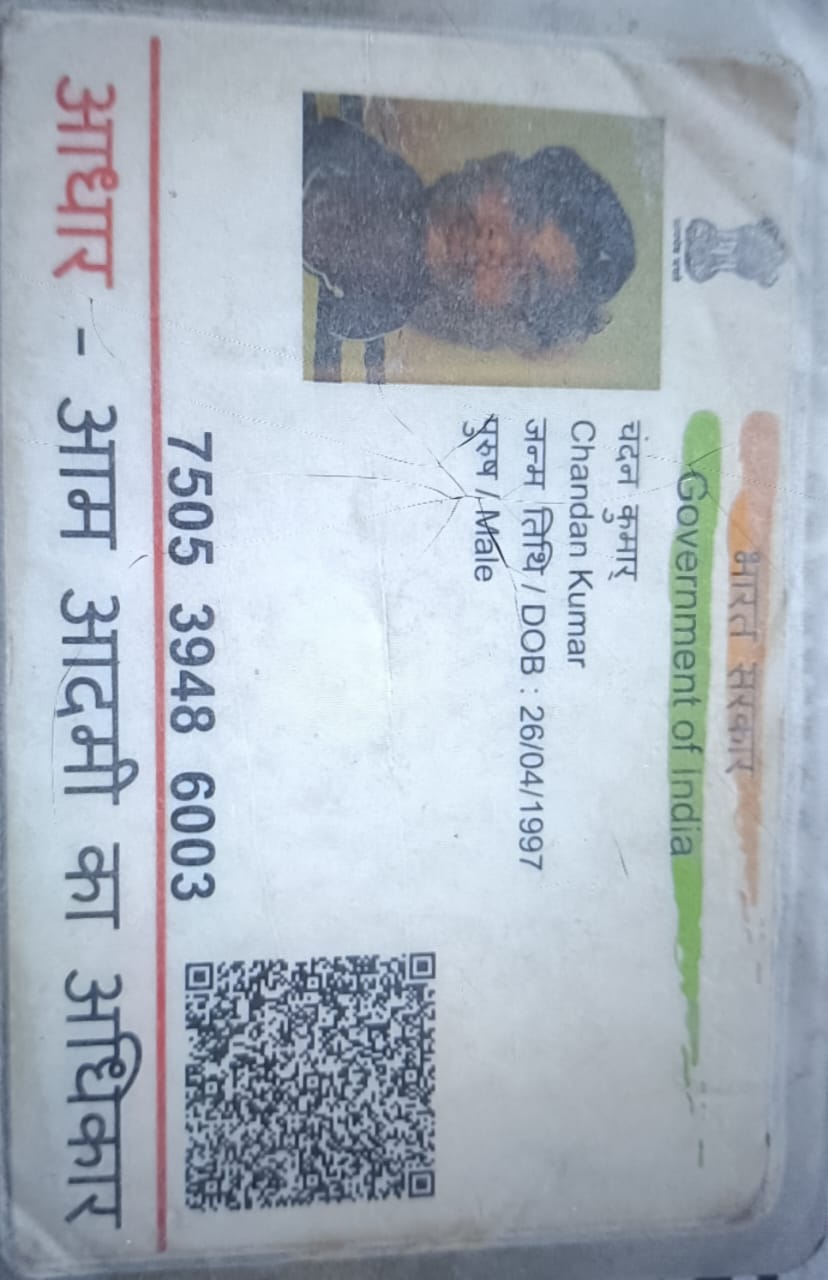 भारत सरकार
Government of India
चंदन कुमार
Chandan Kumar
जन्म तिथि / DOB : 26/04/1997
पुरुष / Male
7505 3948 6003
आधार - आम आदमी का अधिकार